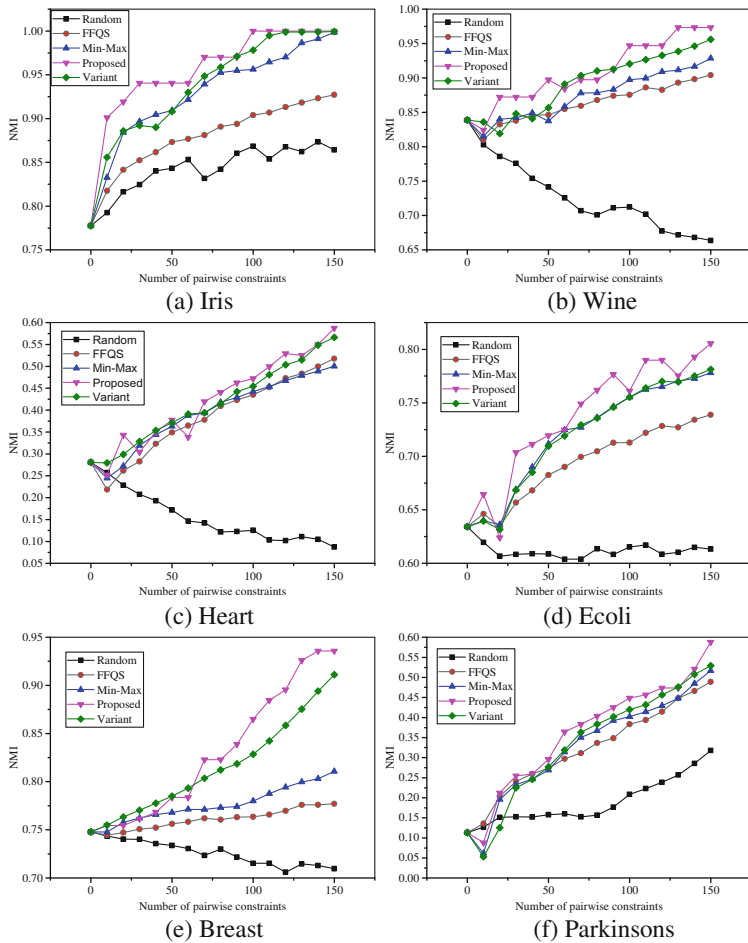 Random
FFQS
Min-Max
Proposed
Variant
NMI
1.00
0.95
0.90
0.85
0.80
0.75
0 50 100 150
Number of pairwise constraints
(a) Iris
Random
FFQS
Min-Max
Proposed
Variant
NMI
1.00
0.95
0.90
0.85
0.80
0.75
0.70
0.65
0 50 100 150
Number of pairwise constraints
(b) Wine
Random
FFQS
Min-Max
Proposed
Variant
NMI
0.60
0.55
0.50
0.45
0.40
0.35
0.30
0.25
0.20
0.15
0.10
0.05
0 50 100 150
Number of pairwise constraints
(c) Heart
Random
FFQS
Min-Max
Proposed
Variant
NMI
0.80
0.75
0.70
0.65
0.60
0 50 100 150
Number of pairwise constraints
(d) Ecoli
Random
FFQS
Min-Max
Proposed
Variant
NMI
0.95
0.90
0.85
0.80
0.75
0.70
0 50 100 150
Number of pairwise constraints
(e) Breast
Random
FFQS
Min-Max
Proposed
Variant
NMI
0.60
0.55
0.50
0.45
0.40
0.35
0.30
0.25
0.20
0.15
0.10
0.05
0.00
0 50 100 150
Number of pairwise constraints
(f) Parkinsons